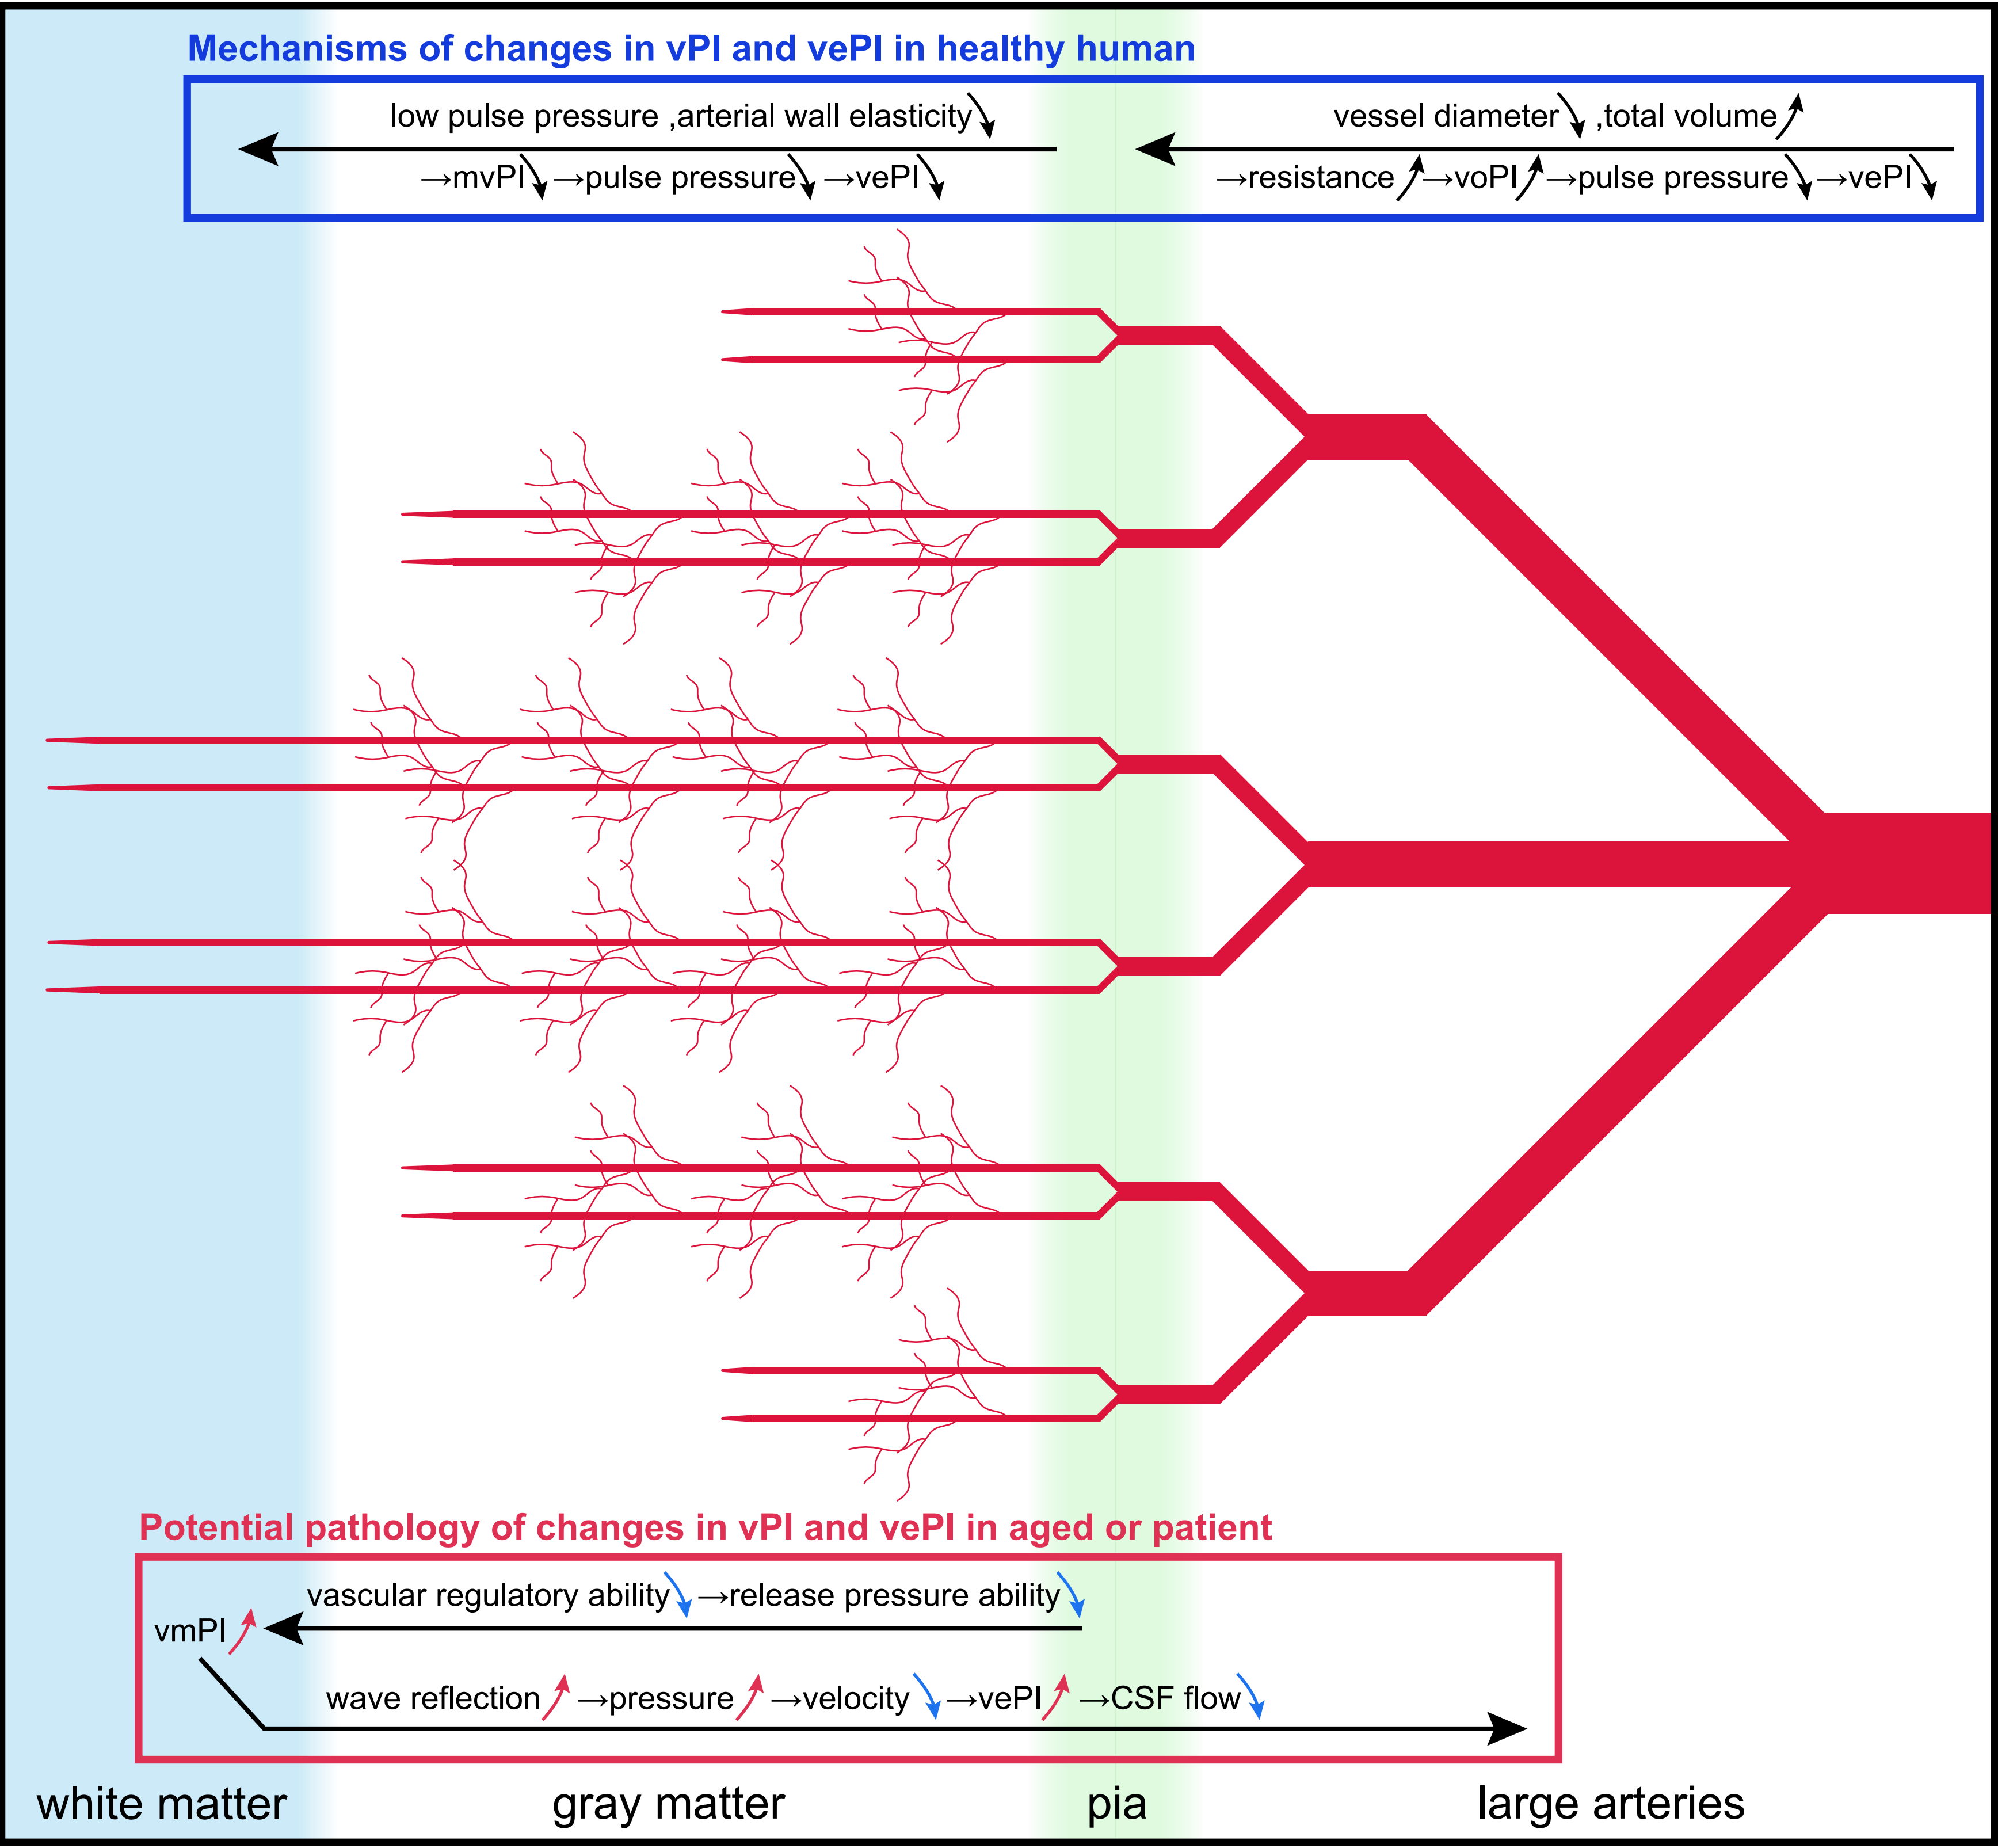 Mechanisms of changes in vPI and vePI in healthy human
low pulse pressure ,arterial wall elasticity
→mvPI →pulse pressure →vePI
vessel diameter ,total volume
→resistance →voPI →pulse pressure →vePI
Potential pathology of changes in vPI and vePI in aged or patient
vascular regulatory ability →release pressure ability
vmPI
wave reflection →pressure →velocity →vePI →CSF flow
white matter gray matter pia large arteries